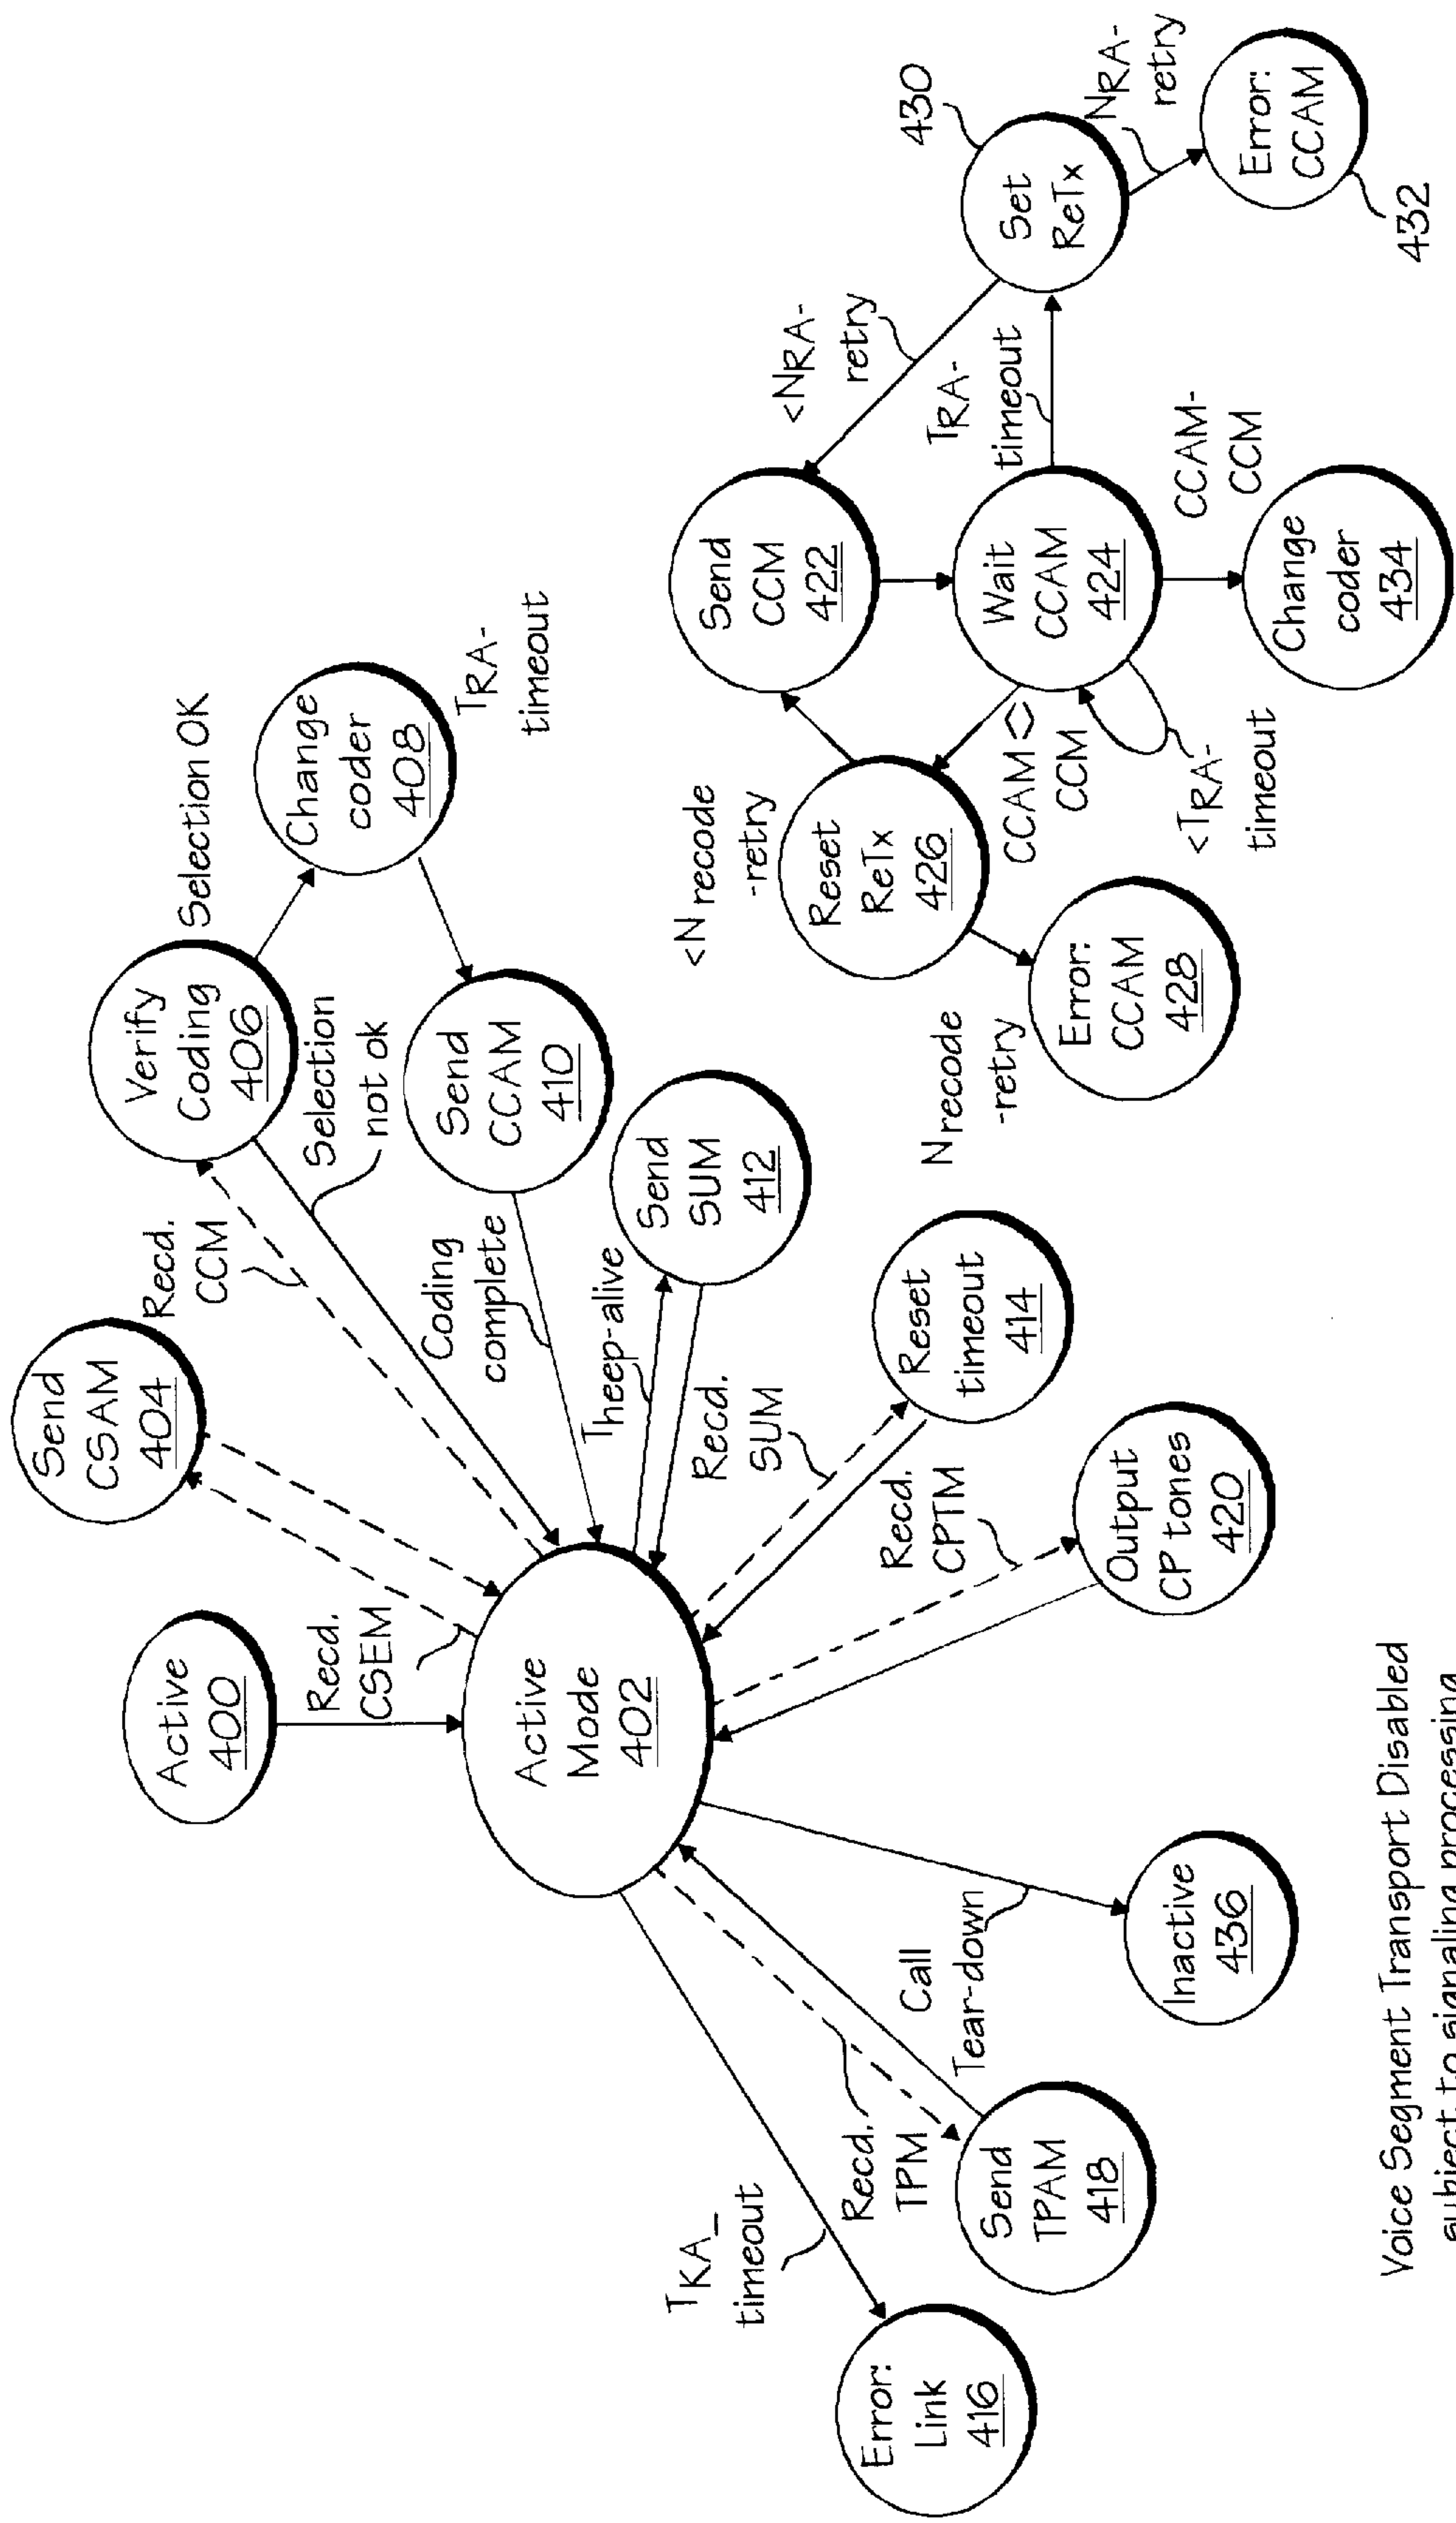 Active
400
Recd.
CSEM
Send
CSAM
404
Recd.
CCM
Verify
Coding
406
Selection OK
Selection
not ok
Change
coder
408
TRA-
timeout
Send
CCAM
410
Coding
complete
Active
Mode
402
Theep-alive
Send
SUM
412
Recd.
SUM
Reset
timeout
414
Recd.
CPTM
Output
CP tones
420
Call
Tear-down
Inactive
436
Recd.
TPM
Send
TPAM
418
TKA_
timeout
Error:
Link
416
Send
CCM
422
<NRA-
retry
Set
ReTx
430
NRA-
retry
Error:
CCAM
432
TRA-
timeout
Wait
CCAM
424
CCAM-
CCM
Change
coder
434
<TRA-
timeout
CCAM<>
CCM
<Nrecode
-retry
Reset
ReTx
426
Nrecode
-retry
Error:
CCAM
428
Voice Segment Transport Disabled
subject to signaling processing